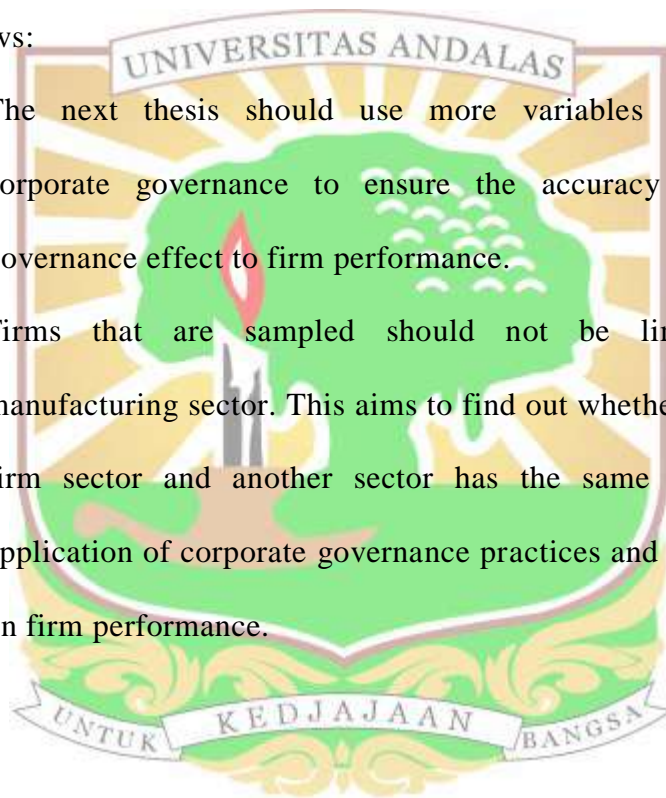 ws:
UNIVERSITAS ANDALAS
The next thesis should use more variables
orporate governance to ensure the accuracy
overnance effect to firm performance.
irms that are sampled should not be lin
manufacturing sector. This aims to find out whethe
irm sector and another sector has the same
pplication of corporate governance practices and
n firm performance.
UNTUK KEDJAJAAN BANGSA